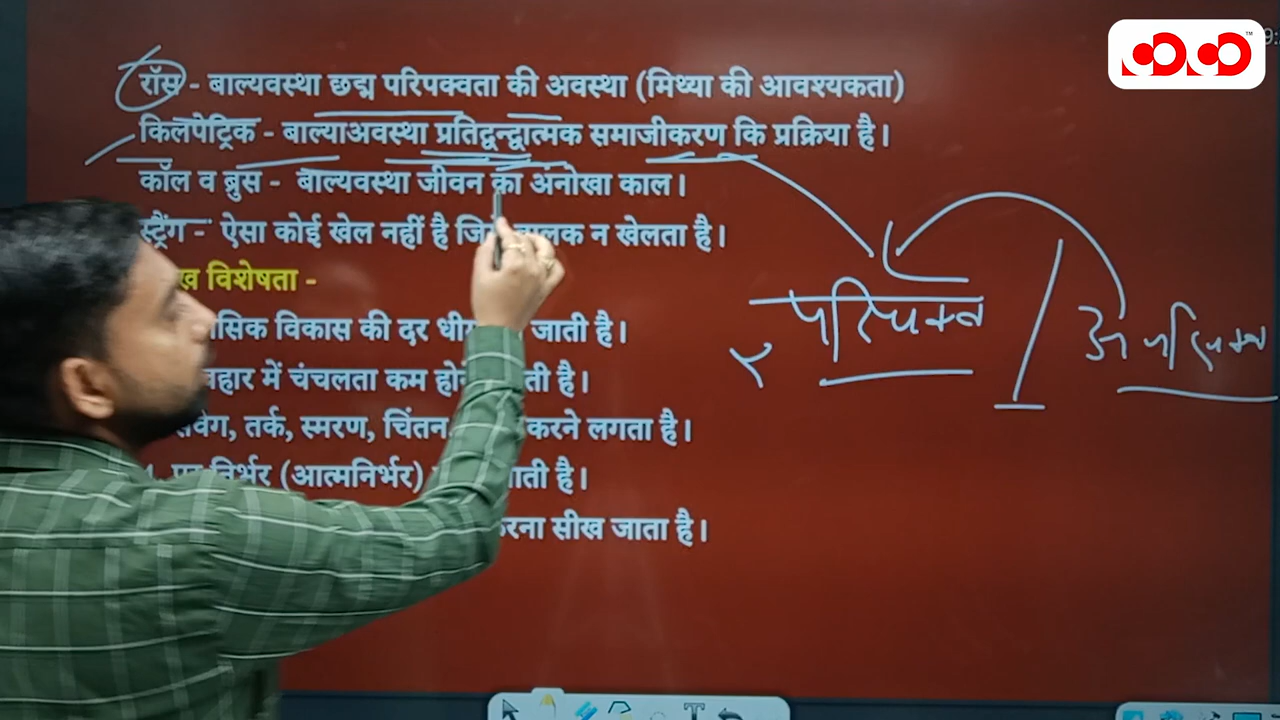 रॉस - बाल्यवस्था छद्म परिपक्वता की अवस्था (मिथ्या की आवश्यकता)
किलपेट्रिक - बाल्याअवस्था प्रतिद्वन्द्वात्मक समाजीकरण कि प्रक्रिया है।
कॉल व ब्रुस - बाल्यवस्था जीवन का अनोखा काल।
स्ट्रैंग - ऐसा कोई खेल नहीं है न खेलता है।
विशेषता -
विकास की दर जाती है।
में चंचलता कम है।
तर्क, स्मरण, चिंतन करने लगता है।
निर्भर (आत्मनिर्भर) है।
सीख जाता है।
परिपक्व
अपरिपक्व